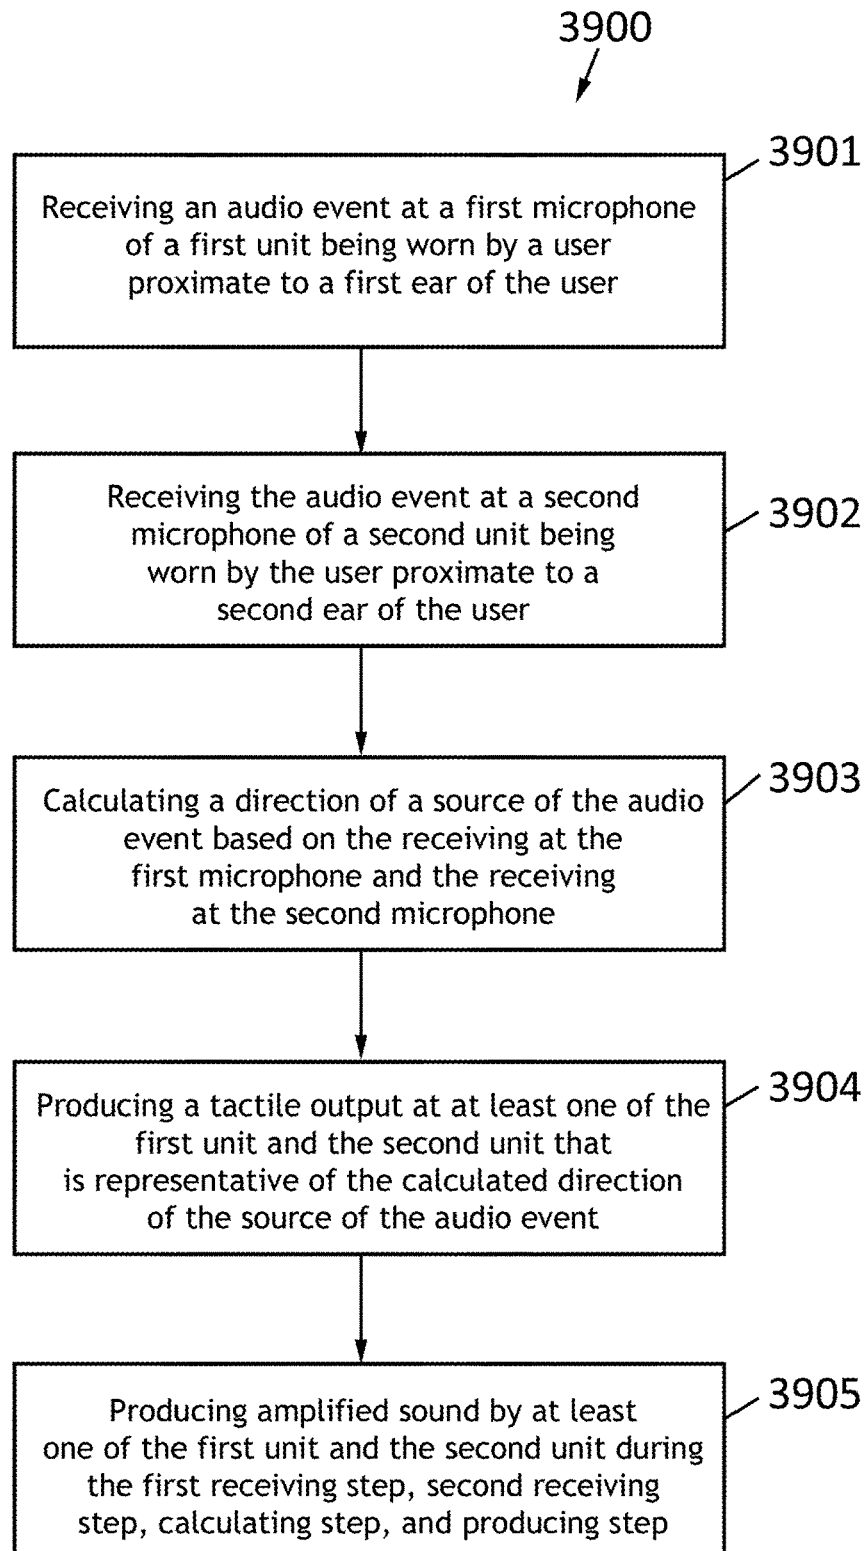 3900
3901
Receiving an audio event at a first microphone
of a first unit being worn by a user
proximate to a first ear of the user
3902
Receiving the audio event at a second
microphone of a second unit being
worn by the user proximate to a
second ear of the user
3903
Calculating a direction of a source of the audio
event based on the receiving at the
first microphone and the receiving
at the second microphone
3904
Producing a tactile output at at least one of the
first unit and the second unit that
is representative of the calculated direction
of the source of the audio event
3905
Producing amplified sound by at least
one of the first unit and the second unit during
the first receiving step, second receiving
step, calculating step, and producing step